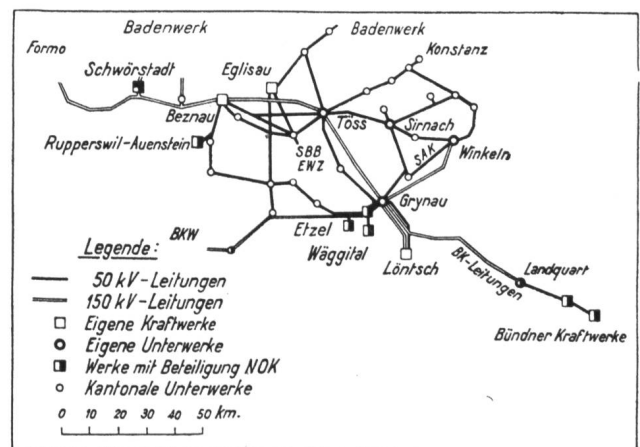 Badenwerk
Badenwerk
Formo
Schwörstadt
Eglisau
Konstanz
Beznau
Töss
Sirnach
Rupperswil-Auenstein
SBB
EWZ
SAK
Winkeln
BKW
Etzel
Grynau
Wäggital
Löntsch
BK-Leitungen
Landquart
Bündner Kraftwerke
Legende:
50 kV-Leitungen
150 kV-Leitungen
Eigene Kraftwerke
Eigene Unterwerke
Werke mit Beteiligung NOK
Kantonale Unterwerke
0 10 20 30 40 50 km.